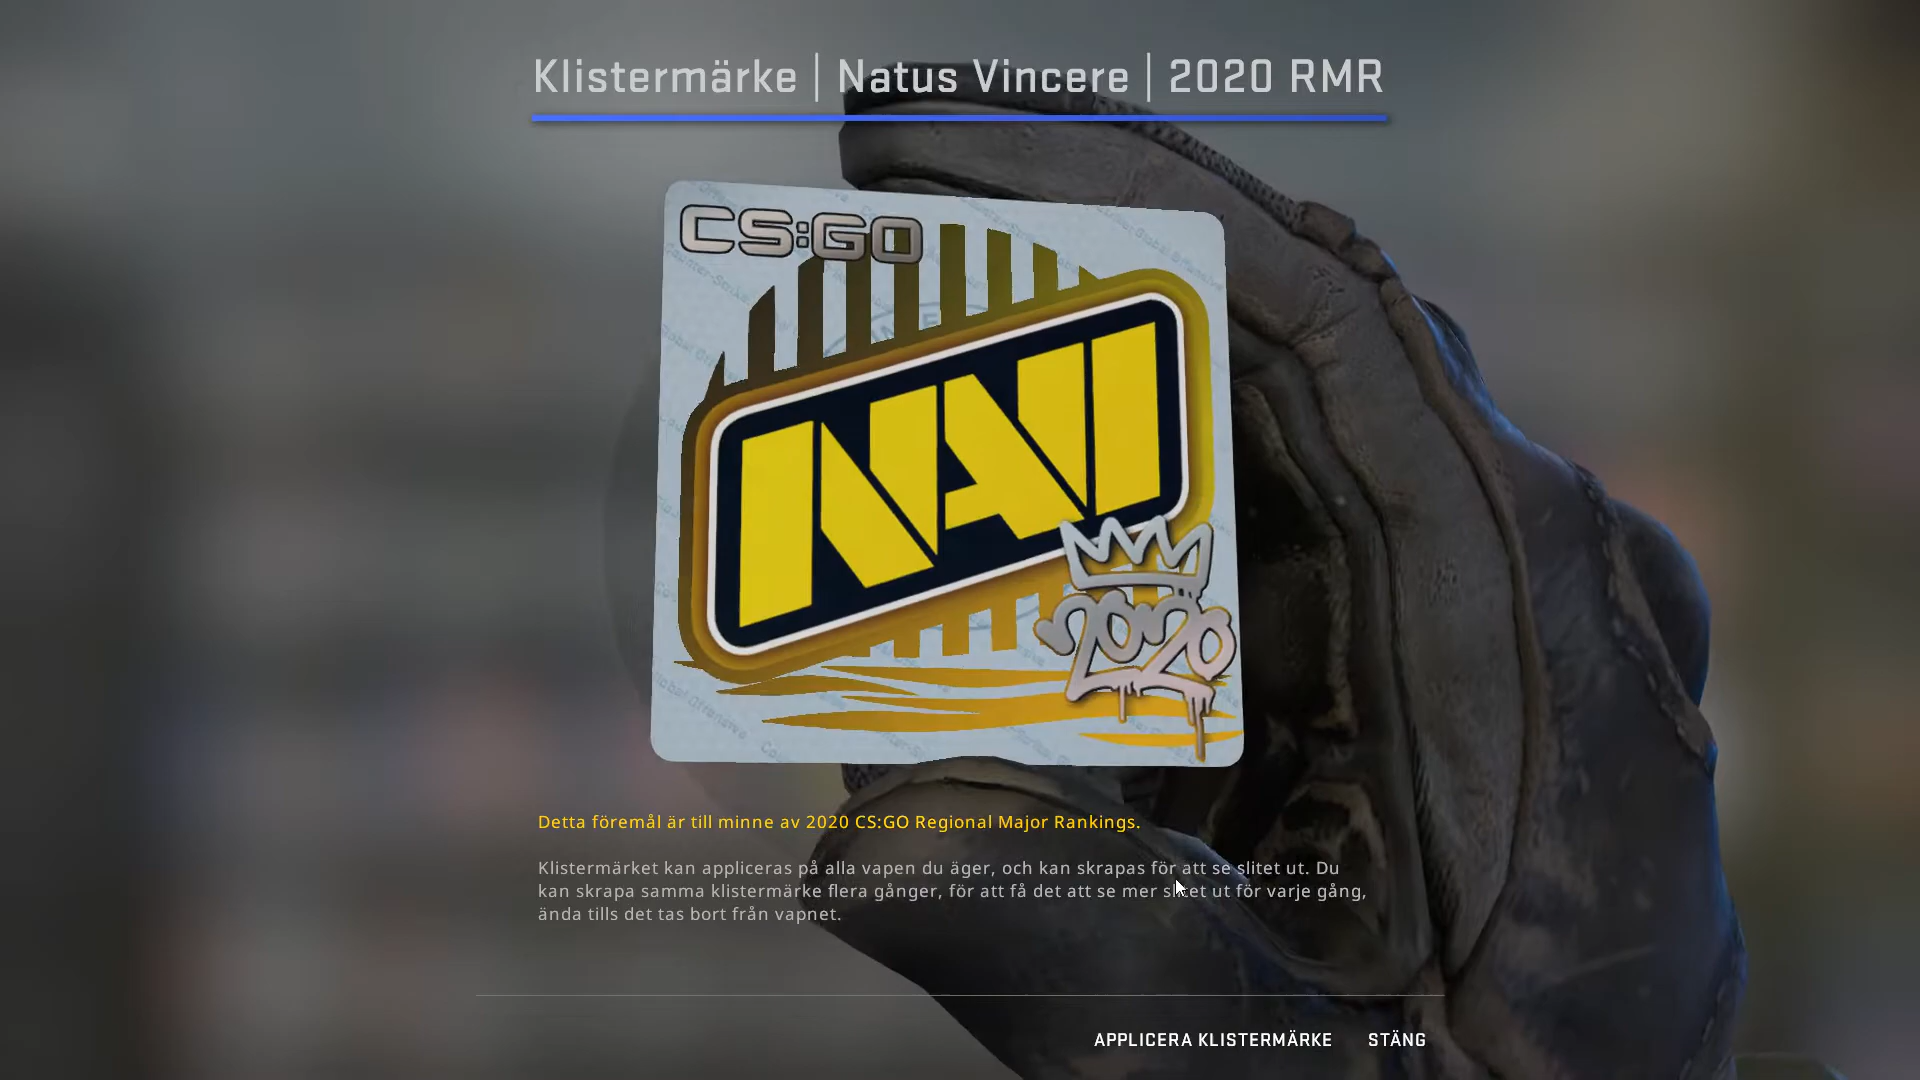 Klistermärke | Natus Vincere | 2020 RMR
CS:GO
NAVI
2020
Detta föremål är till minne av 2020 CS:GO Regional Major Rankings.
Klistermärket kan appliceras på alla vapen du äger, och kan skrapas för att se slitet ut. Du
kan skrapa samma klistermärke flera gånger, för att få det att se mer slitet ut för varje gång,
ända tills det tas bort från vapnet.
APPLICERA KLISTERMÄRKE STÄNG